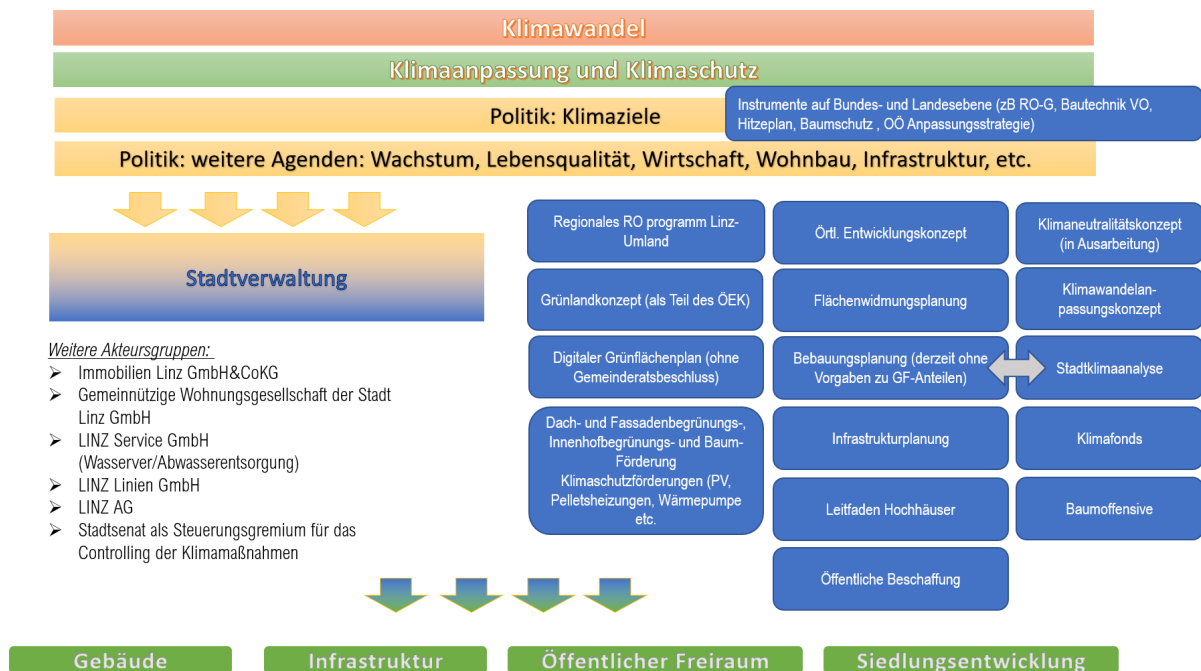 Klimawandel
Klimaanpassung und Klimaschutz
Politik: Klimaziele
Instrumente auf Bundes- und Landesebene (zB RO-G, Bautechnik VO,
Hitzeplan, Baumschutz , OÖ Anpassungsstrategie)
Politik: weitere Agenden: Wachstum, Lebensqualität, Wirtschaft, Wohnbau, Infrastruktur, etc.
Stadtverwaltung
Weitere Akteursgruppen:
➢ Immobilien Linz GmbH&CoKG
➢ Gemeinnützige Wohnungsgesellschaft der Stadt
Linz GmbH
➢ LINZ Service GmbH
(Wasserver/Abwasserentsorgung)
➢ LINZ Linien GmbH
➢ LINZ AG
➢ Stadtsenat als Steuerungsgremium für das
Controlling der Klimamaßnahmen
Regionales RO programm Linz-
Umland
Grünlandkonzept (als Teil des ÖEK)
Digitaler Grünflächenplan (ohne
Gemeinderatsbeschluss)
Dach- und Fassadenbegrünungs-,
Innenhofbegrünungs- und Baum-
Förderung
Klimaschutzförderungen (PV,
Pelletsheizungen, Wärmepumpe
etc.
Örtl. Entwicklungskonzept
Flächenwidmungsplanung
Bebauungsplanung (derzeit ohne
Vorgaben zu GF-Anteilen)
Infrastrukturplanung
Leitfaden Hochhäuser
Öffentliche Beschaffung
Klimaneutralitätskonzept
(in Ausarbeitung)
Klimawandelan-
passungskonzept
Stadtklimaanalyse
Klimafonds
Baumoffensive
Gebäude
Infrastruktur
Öffentlicher Freiraum
Siedlungsentwicklung